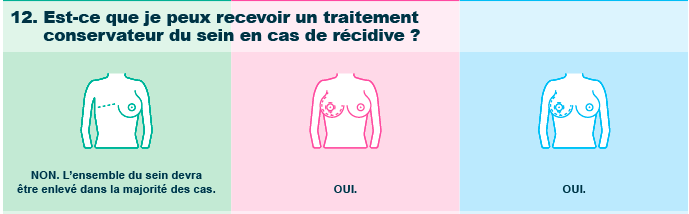 12. Est-ce que je peux recevoir un traitement
conservateur du sein en cas de récidive ?
NON. L'ensemble du sein devra
être enlevé dans la majorité des cas.
OUI.
OUI.